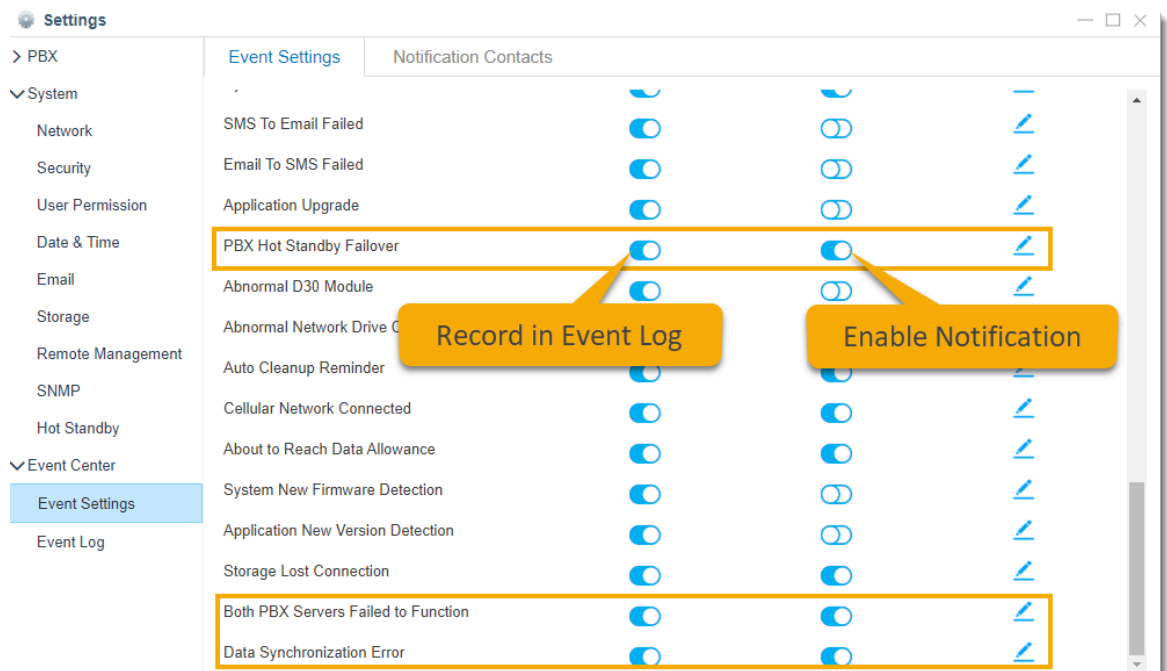 Settings
PBX
Event Settings
Notification Contacts
System
Network
SMS To Email Failed
Security
Email To SMS Failed
User Permission
Application Upgrade
Date & Time
PBX Hot Standby Failover
Email
Abnormal D30 Module
Storage
Abnormal Network Drive
Record in Event Log
Enable Notification
Remote Management
Auto Cleanup Reminder
SNMP
Cellular Network Connected
Hot Standby
About to Reach Data Allowance
Event Center
System New Firmware Detection
Event Settings
Application New Version Detection
Event Log
Storage Lost Connection
Both PBX Servers Failed to Function
Data Synchronization Error